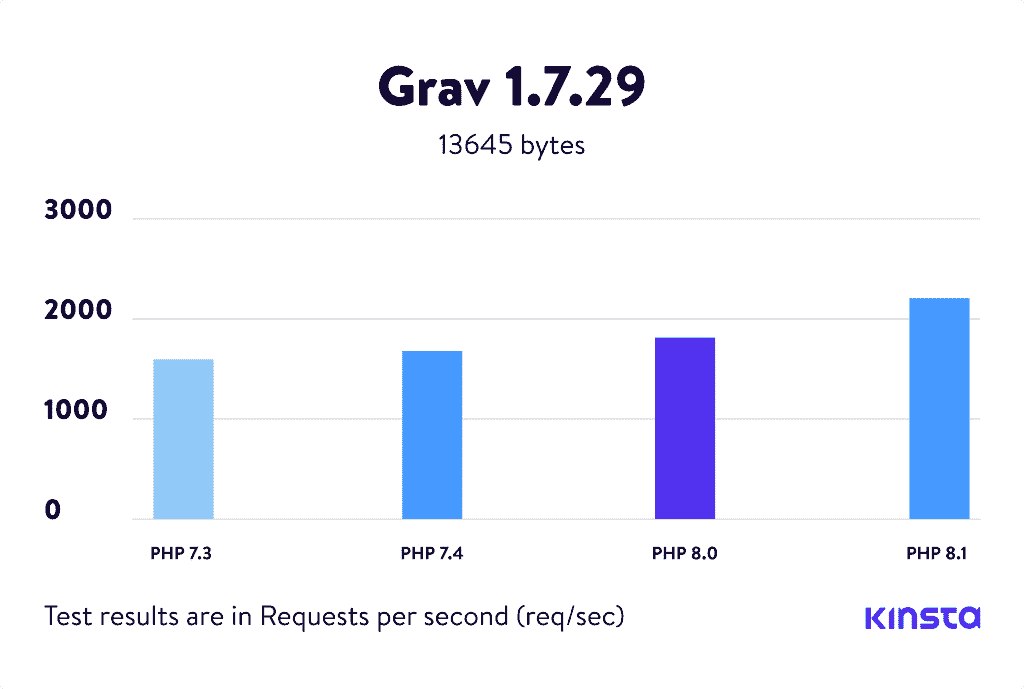 Grav 1.7.29
13645 bytes
3000
2000
1000
0
PHP 7.3 PHP 7.4 PHP 8.0 PHP 8.1
Test results are in Requests per second (req/sec)
KINSTA